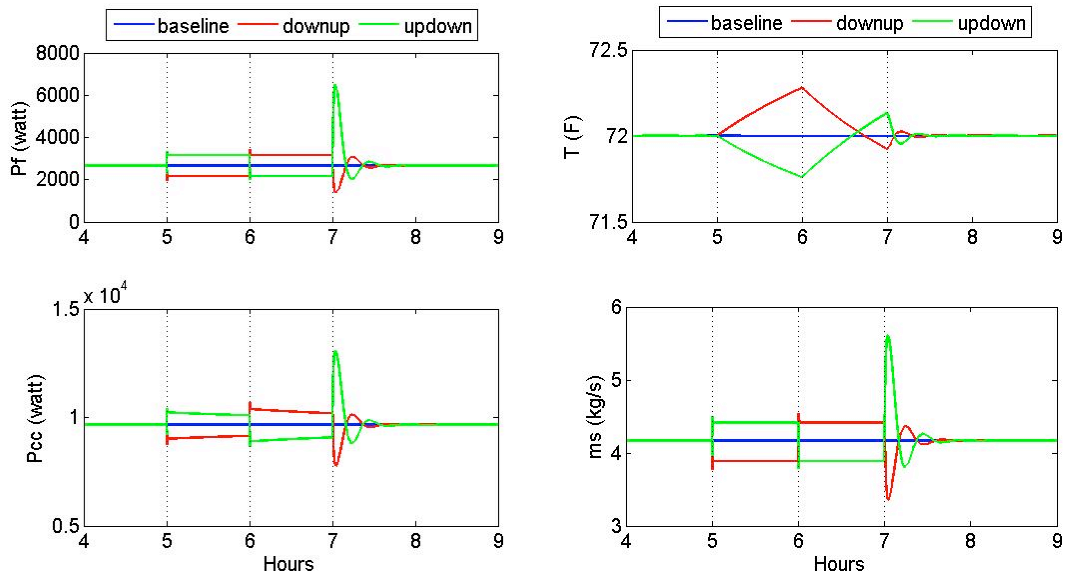 baseline downup updown
8000
6000
4000
2000
0
Pf (watt)
4 5 6 7 8 9
baseline downup updown
72.5
72
71.5
T (F)
4 5 6 7 8 9
x 10^4
1.5
1
0.5
Pcc (watt)
4 5 6 7 8 9
Hours
6
5
4
3
ms (kg/s)
4 5 6 7 8 9
Hours